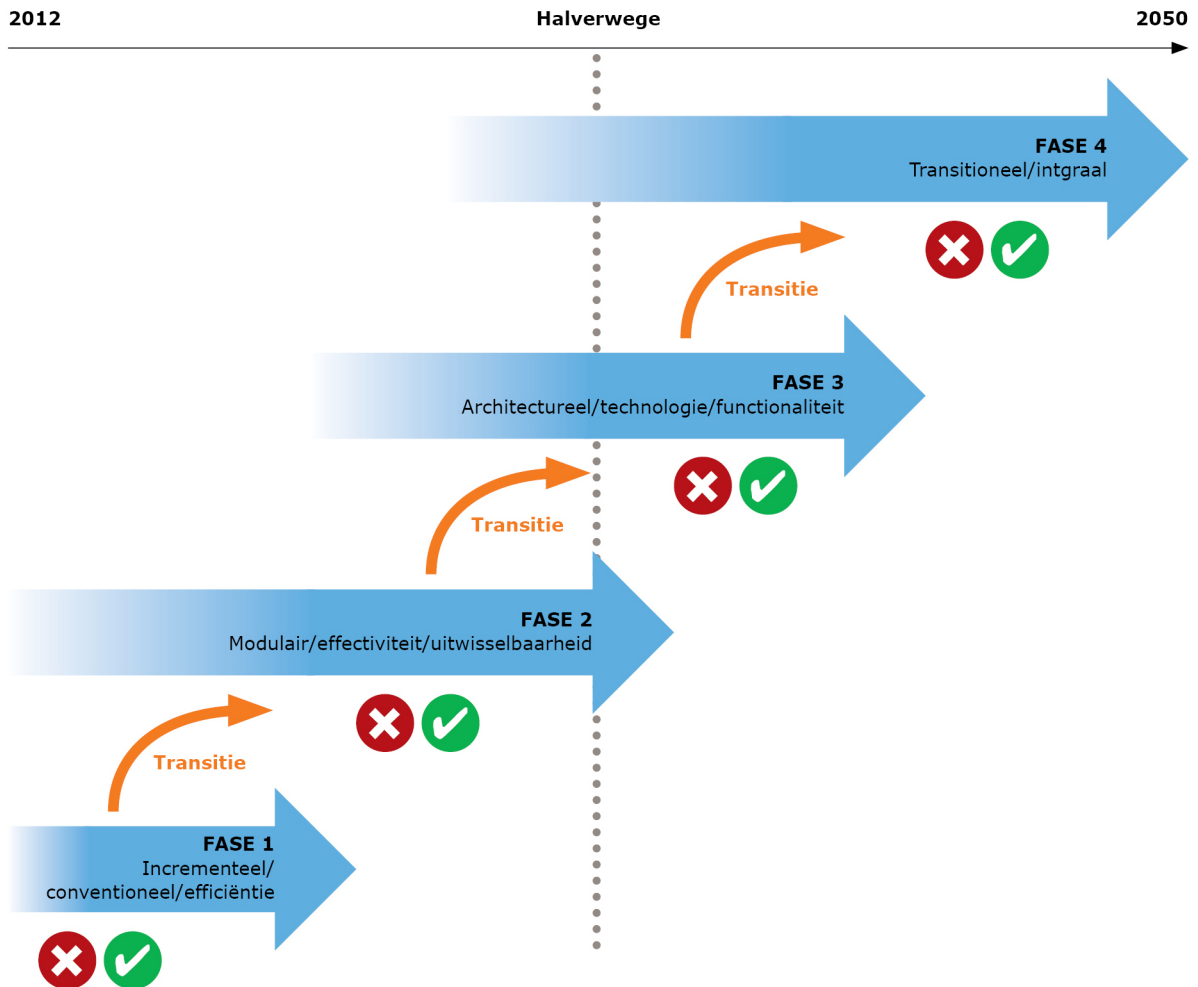 2012
Halverwege
2050
FASE 4
Transitioneel/intgraal
Transitie
FASE 3
Architectureel/technologie/functionaliteit
Transitie
FASE 2
Modulair/effectiviteit/uitwisselbaarheid
Transitie
FASE 1
Incrementeel/
conventioneel/efficiëntie